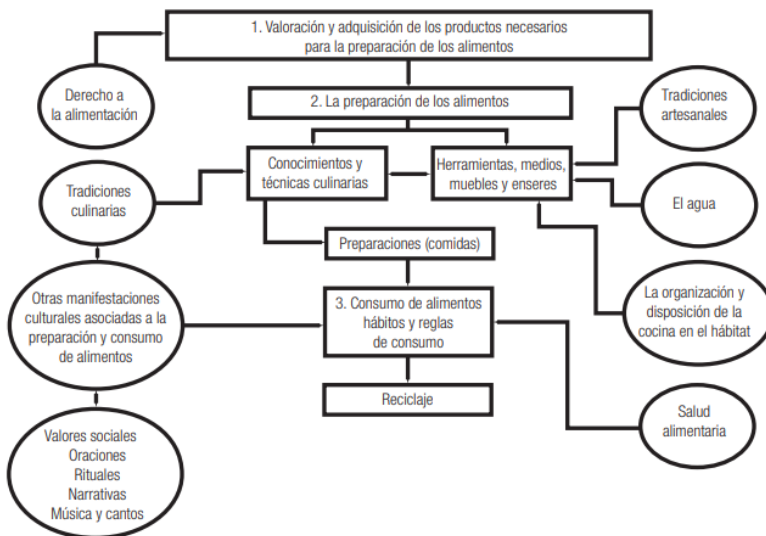 1. Valoración y adquisición de los productos necesarios
para la preparación de los alimentos
Derecho a
la alimentación
2. La preparación de los alimentos
Tradiciones
artesanales
Conocimientos y
técnicas culinarias
Herramientas, medios,
muebles y enseres
Tradiciones
culinarias
El agua
Preparaciones (comidas)
Otras manifestaciones
culturales asociadas a la
preparación y consumo
de alimentos
3. Consumo de alimentos
hábitos y reglas
de consumo
La organización y
disposición de la
cocina en el hábitat
Reciclaje
Salud
alimentaria
Valores sociales
Oraciones
Rituales
Narrativas
Música y cantos